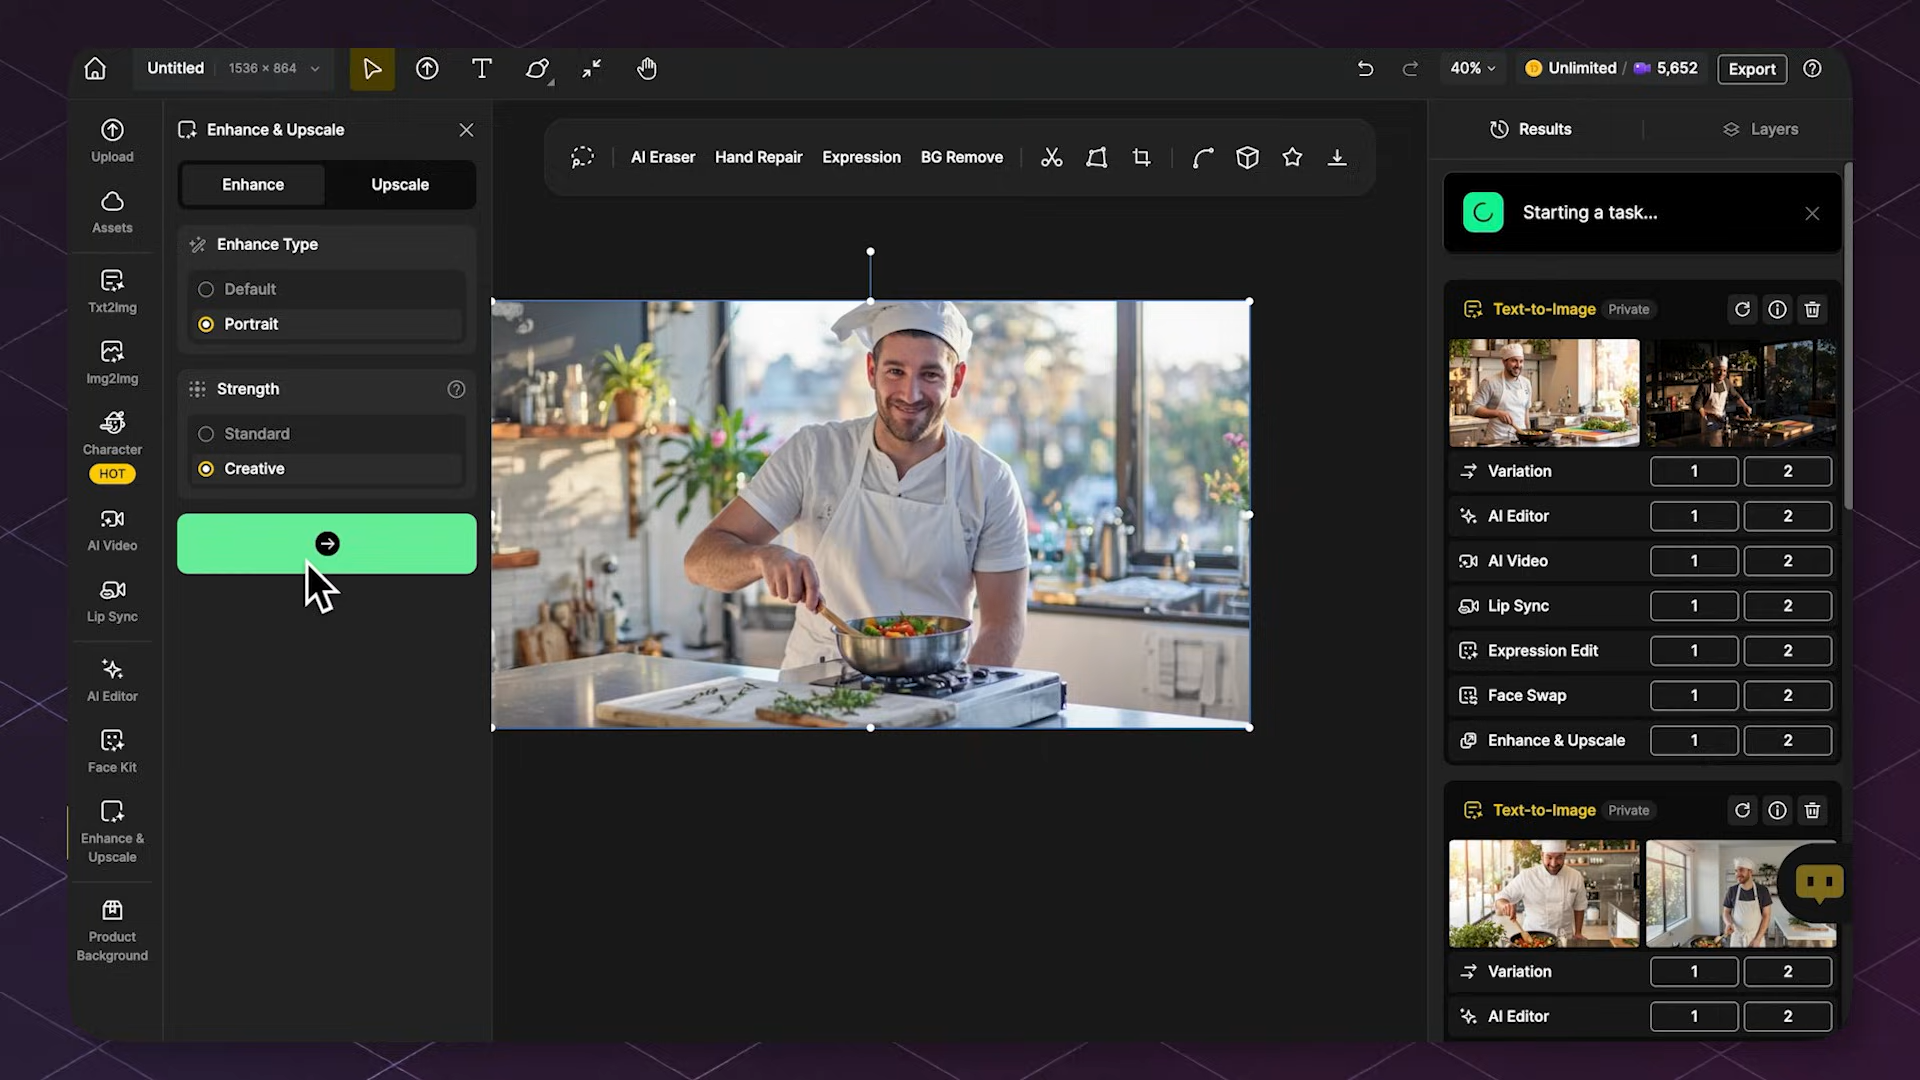 Untitled 1536 × 864
40% Unlimited / 5,652 Export
Upload
Assets
Txt2Img
Img2Img
Character
HOT
AI Video
Lip Sync
AI Editor
Face Kit
Enhance &
Upscale
Product
Background
Enhance & Upscale
Enhance Upscale
Enhance Type
Default
Portrait
Strength
Standard
Creative
AI Eraser Hand Repair Expression BG Remove
Results Layers
Starting a task...
Text-to-Image Private
Variation 1 2
AI Editor 1 2
AI Video 1 2
Lip Sync 1 2
Expression Edit 1 2
Face Swap 1 2
Enhance & Upscale 1 2
Text-to-Image Private
Variation 1 2
AI Editor 1 2